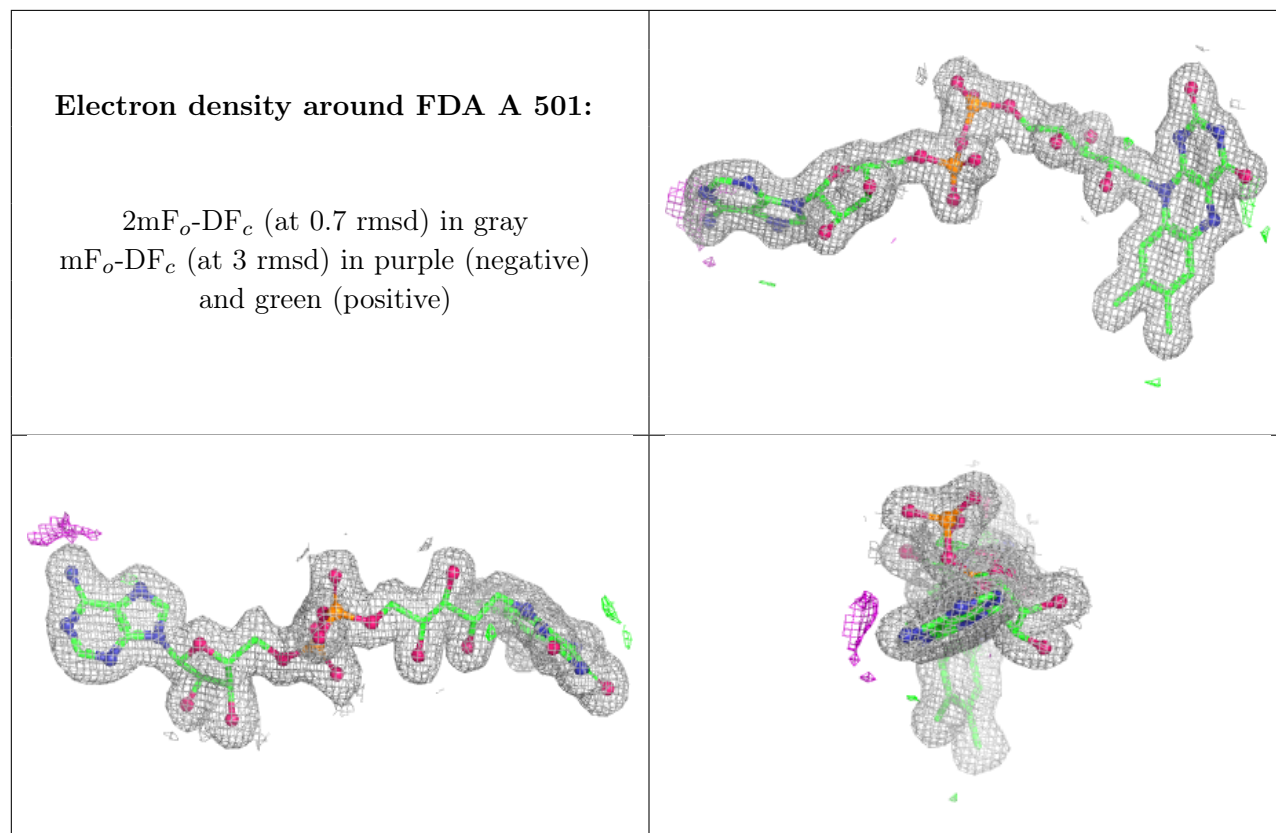 Electron density around FDA A 501:
2mFo-DFc (at 0.7 rmsd) in gray
mFo-DFc (at 3 rmsd) in purple (negative)
and green (positive)